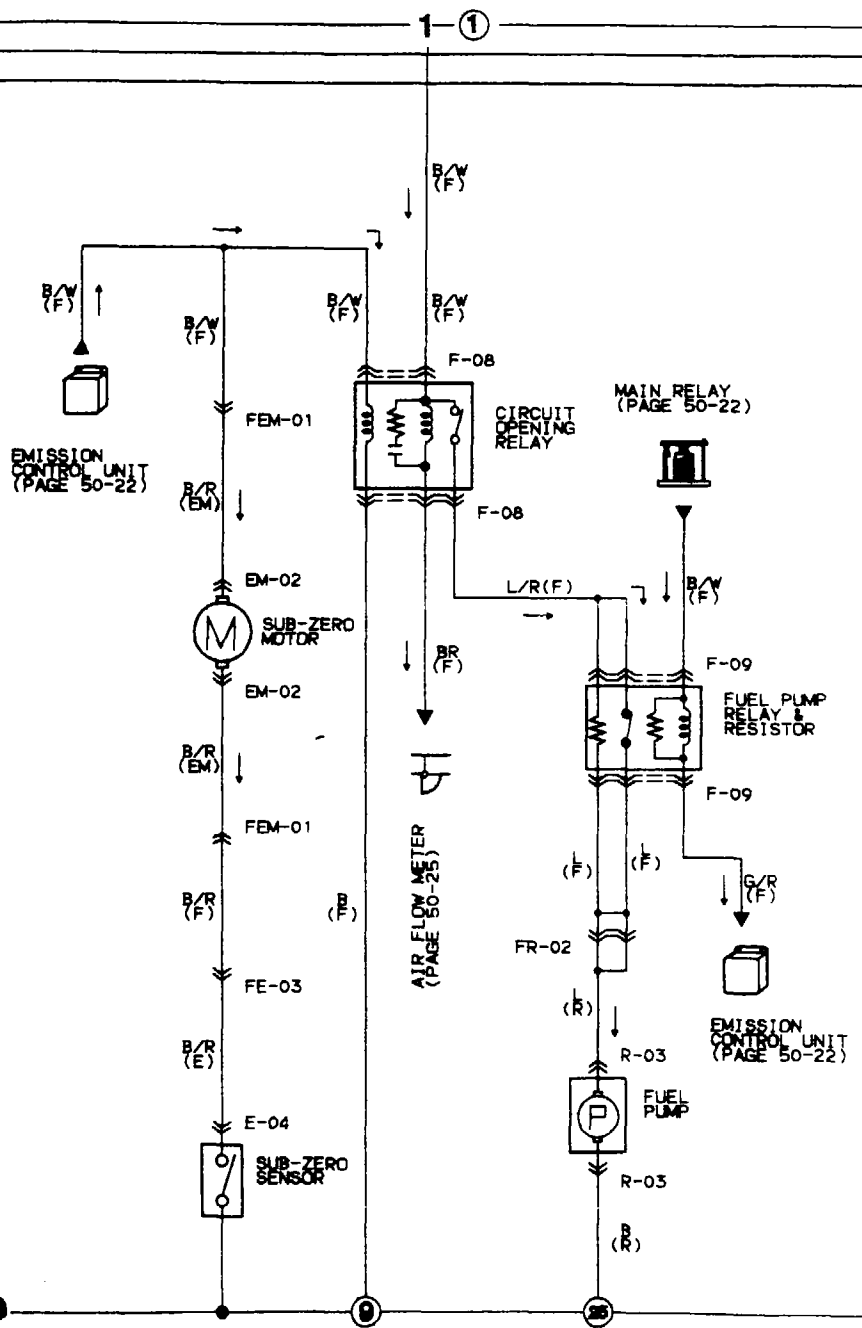 1-①
B/W
(F)
B/W
(F)
B/W
(F)
B/W
(F)
B/W
(F)
F-08
MAIN RELAY
(PAGE 50-22)
FEM-01
CIRCUIT
OPENING
RELAY
EMISSION
CONTROL UNIT
(PAGE 50-22)
B/R
(EM)
F-08
EM-02
L/R(F)
B/W
(F)
M
SUB-ZERO
MOTOR
BR
(F)
F-09
EM-02
FUEL PUMP
RELAY &
RESISTOR
B/R
(EM)
F-09
FEM-01
L
(F)
L
(F)
AIR FLOW METER
(PAGE 50-25)
G/R
(F)
B/R
(F)
B
(F)
FR-02
FE-03
L
(R)
EMISSION
CONTROL UNIT
(PAGE 50-22)
B/R
(E)
R-03
P
FUEL
PUMP
E-04
SUB-ZERO
SENSOR
R-03
B
(R)
9
25